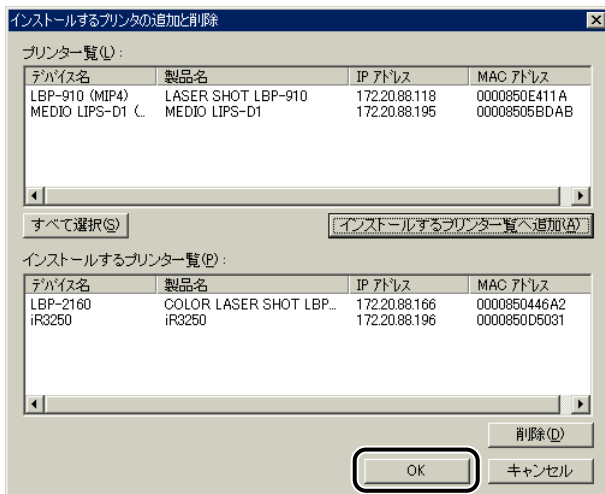 インストールするプリンタの追加と削除
プリンター覧(L):
デバイス名 製品名 IP アドレス MAC アドレス
LBP-910 (MIP4) LASER SHOT LBP-910 172.20.88.118 0000850E411A
MEDIO LIPS-D1 (... MEDIO LIPS-D1 172.20.88.195 00008505BDAB
すべて選択(S) インストールするプリンター覧へ追加(A)
インストールするプリンター覧(P):
デバイス名 製品名 IP アドレス MAC アドレス
LBP-2160 COLOR LASER SHOT LBP... 172.20.88.166 0000850446A2
iR3250 iR3250 172.20.88.196 0000850D5031
削除(D)
OK キャンセル